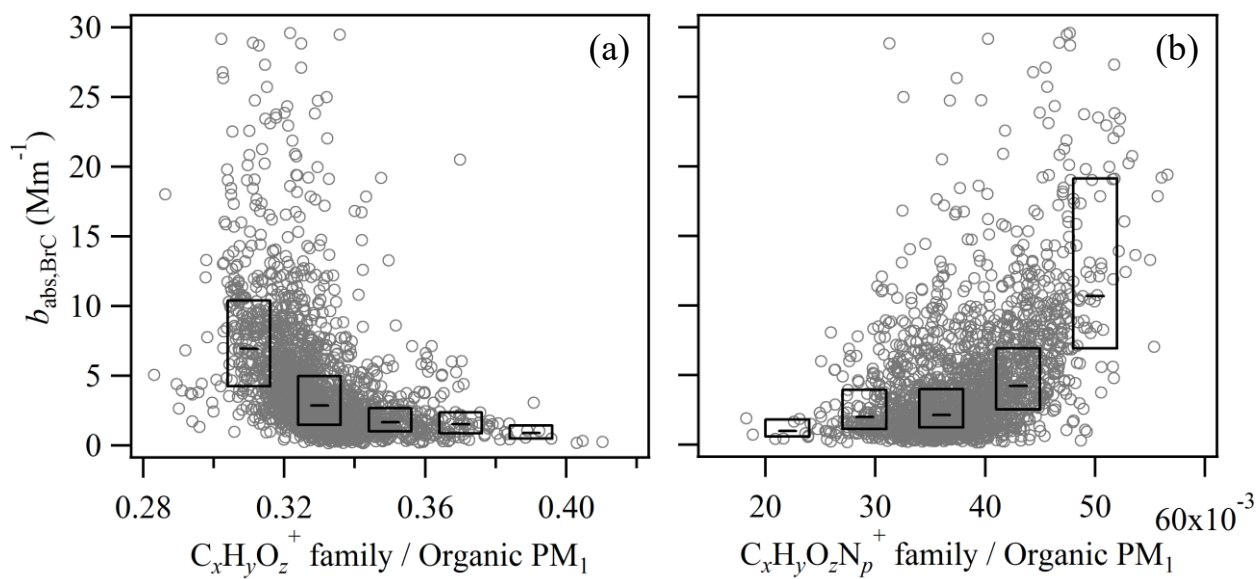 30
25
20
15
10
5
0
b_abs,BrC (Mm^-1)
(a)
0.28 0.32 0.36 0.40
C_xH_yO_z^+ family / Organic PM_1
(b)
20 30 40 50 60x10^-3
C_xH_yO_zN_p^+ family / Organic PM_1